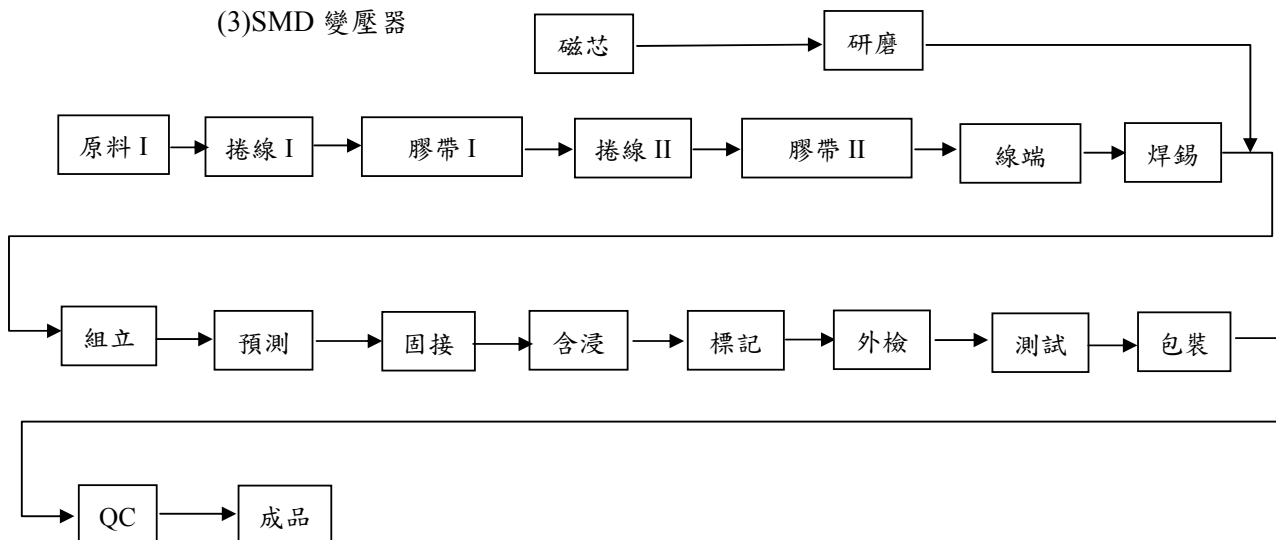 (3)SMD 變壓器
磁芯 研磨
原料 I 捲線 I 膠帶 I 捲線 II 膠帶 II 線端 焊錫
組立 預測 固接 含浸 標記 外檢 測試 包裝
QC 成品